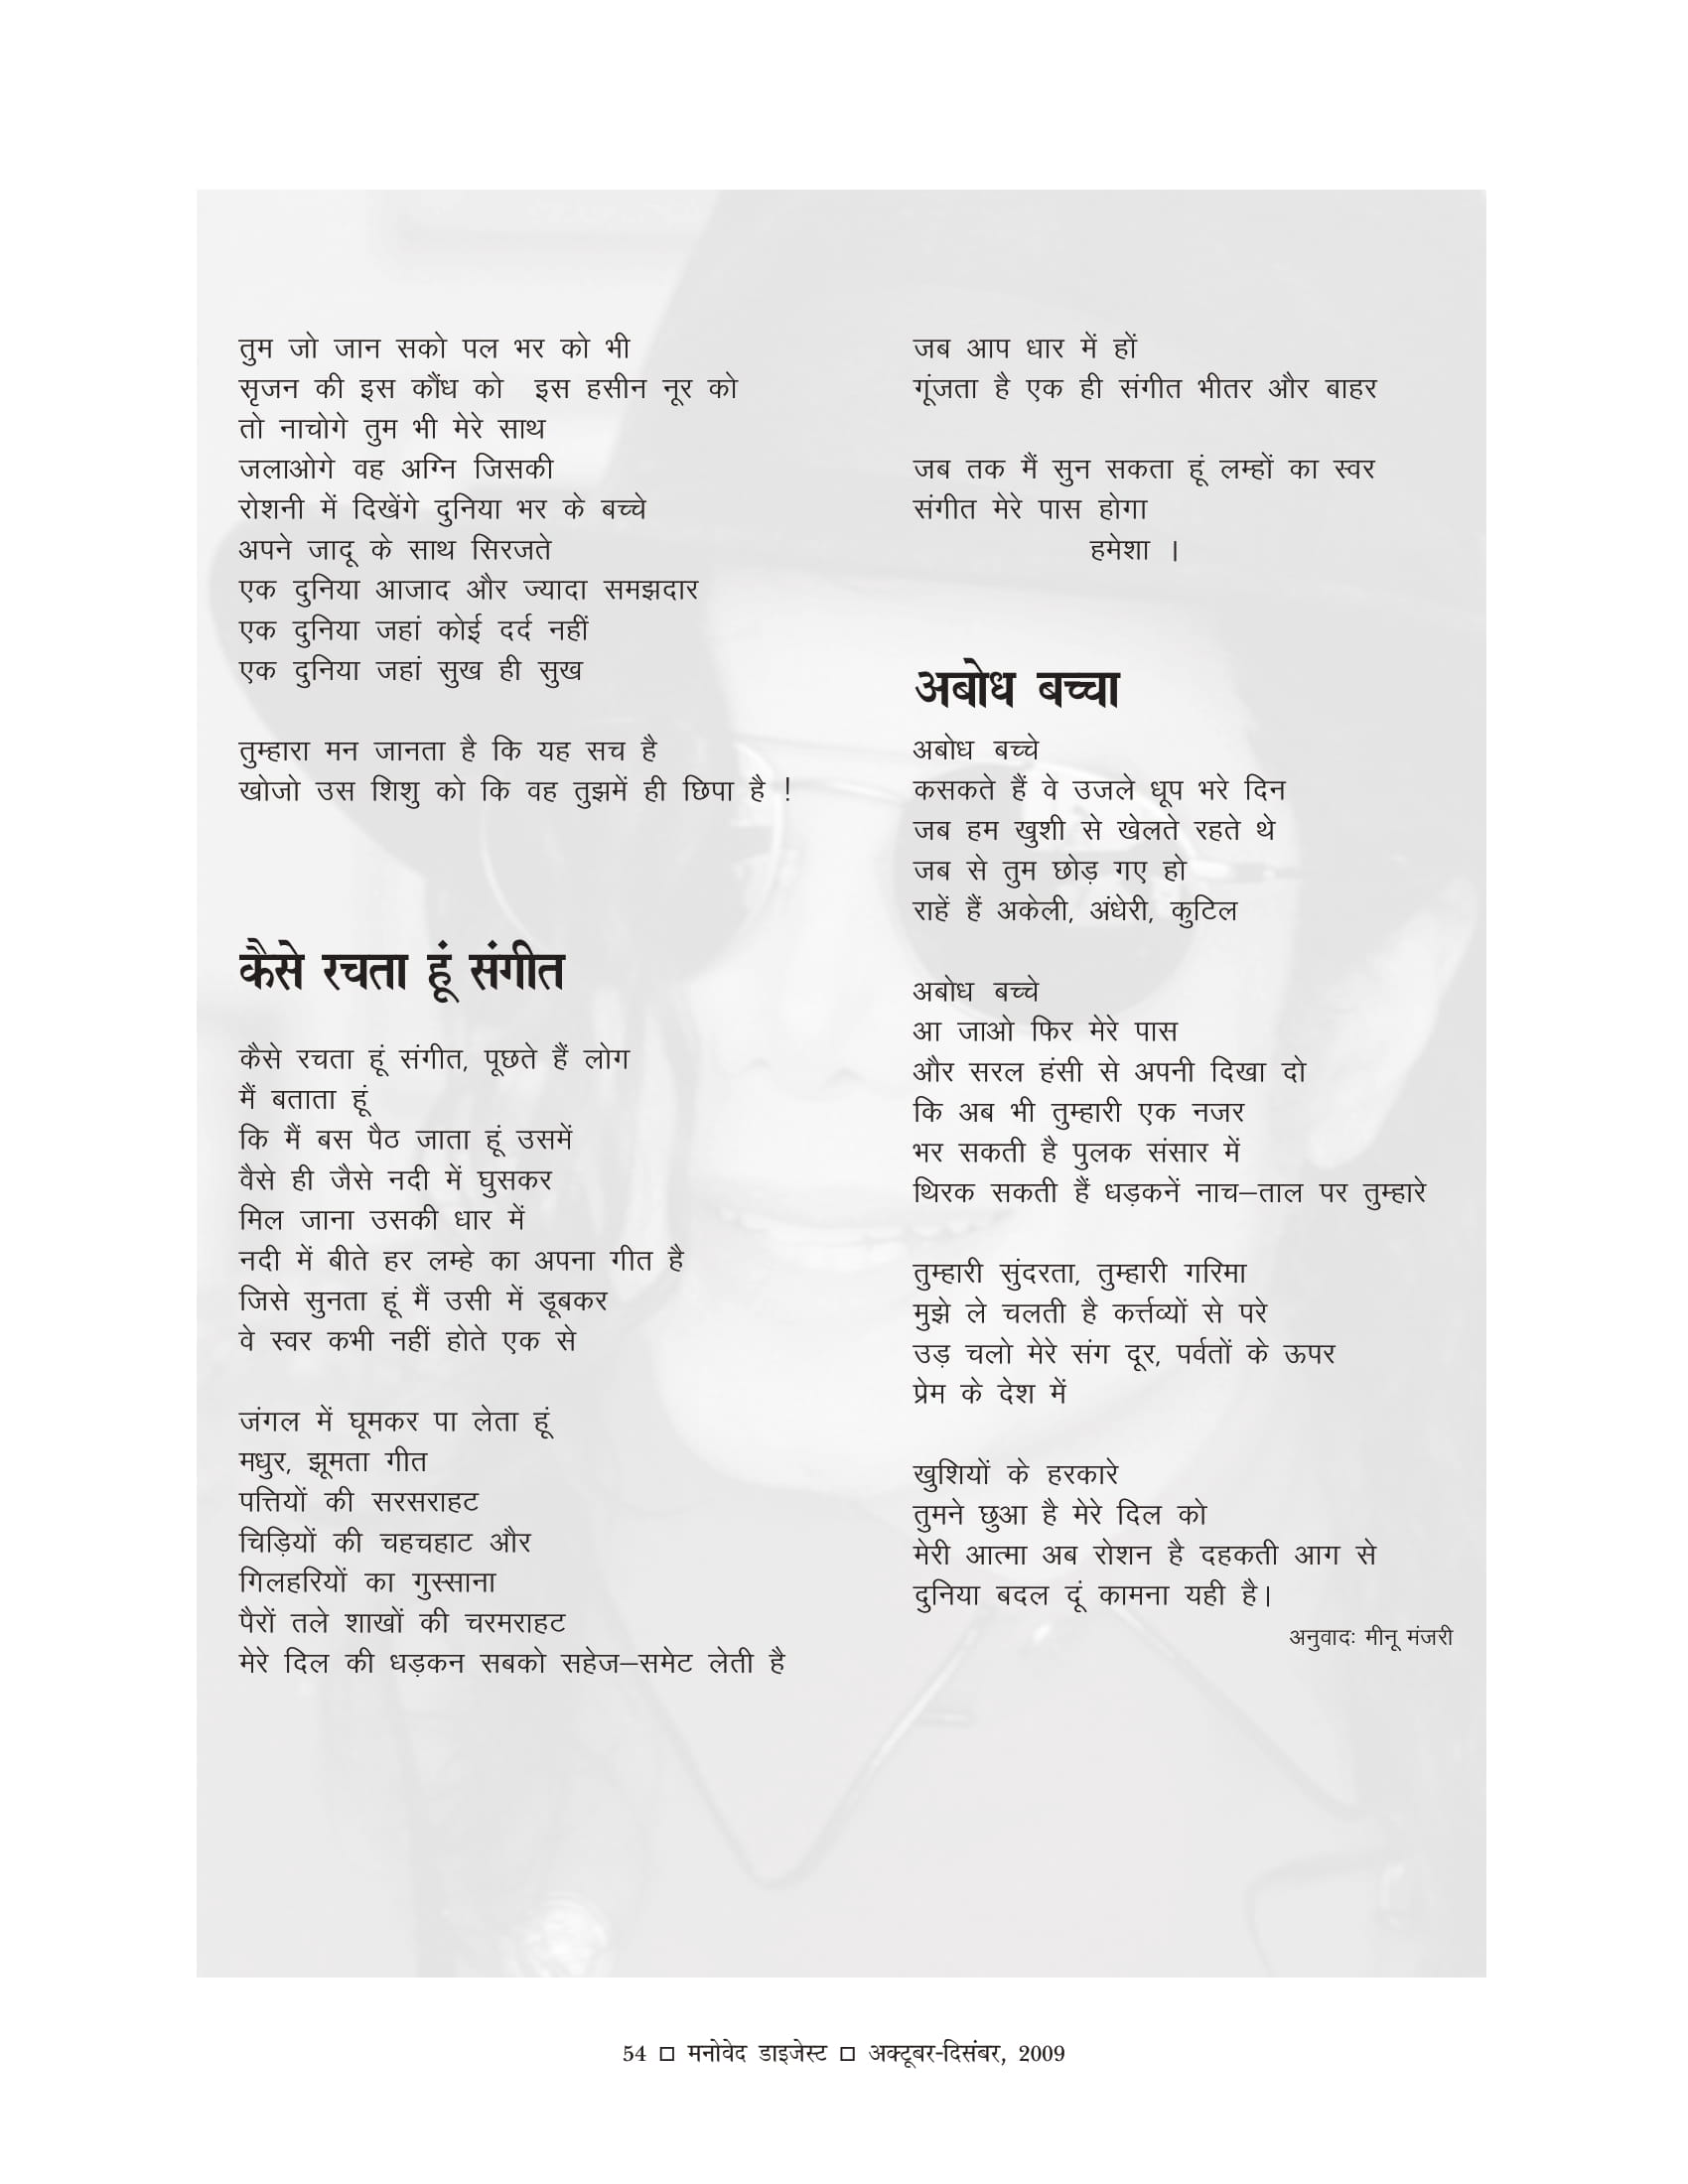 तुम जो जान सको पल भर को भी
सृजन की इस कौंध को इस हसीन नूर को
तो नाचोगे तुम भी मेरे साथ
जलाओगे वह अग्नि जिसकी
रोशनी में दिखेंगे दुनिया भर के बच्चे
अपने जादू के साथ सिरजते
एक दुनिया आजाद और ज्यादा समझदार
एक दुनिया जहां कोई दर्द नहीं
एक दुनिया जहां सुख ही सुख
तुम्हारा मन जानता है कि यह सच है
खोजो उस शिशु को कि वह तुझमें ही छिपा है !
कैसे रचता हूं संगीत
कैसे रचता हूं संगीत, पूछते हैं लोग
मैं बताता हूं
कि मैं बस पैठ जाता हूं उसमें
वैसे ही जैसे नदी में घुसकर
मिल जाना उसकी धार में
नदी में बीते हर लम्हे का अपना गीत है
जिसे सुनता हूं मैं उसी में डूबकर
वे स्वर कभी नहीं होते एक से
जंगल में घूमकर पा लेता हूं
मधुर, झूमता गीत
पत्तियों की सरसराहट
चिड़ियों की चहचहाट और
गिलहरियों का गुस्साना
पैरों तले शाखों की चरमराहट
मेरे दिल की धड़कन सबको सहेज–समेट लेती है
जब आप धार में हों
गूंजता है एक ही संगीत भीतर और बाहर
जब तक मैं सुन सकता हूं लम्हों का स्वर
संगीत मेरे पास होगा
हमेशा ।
अबोध बच्चा
अबोध बच्चे
कसकते हैं वे उजले धूप भरे दिन
जब हम खुशी से खेलते रहते थे
जब से तुम छोड़ गए हो
राहें हैं अकेली, अंधेरी, कुटिल
अबोध बच्चे
आ जाओ फिर मेरे पास
और सरल हंसी से अपनी दिखा दो
कि अब भी तुम्हारी एक नजर
भर सकती है पुलक संसार में
थिरक सकती हैं धड़कनें नाच–ताल पर तुम्हारे
तुम्हारी सुंदरता, तुम्हारी गरिमा
मुझे ले चलती है कर्त्तव्यों से परे
उड़ चलो मेरे संग दूर, पर्वतों के ऊपर
प्रेम के देश में
खुशियों के हरकारे
तुमने छुआ है मेरे दिल को
मेरी आत्मा अब रोशन है दहकती आग से
दुनिया बदल दूं कामना यही है।
अनुवादः मीनू मंजरी
54 □ मनोवेद डाइजेस्ट □ अक्टूबर-दिसंबर, 2009